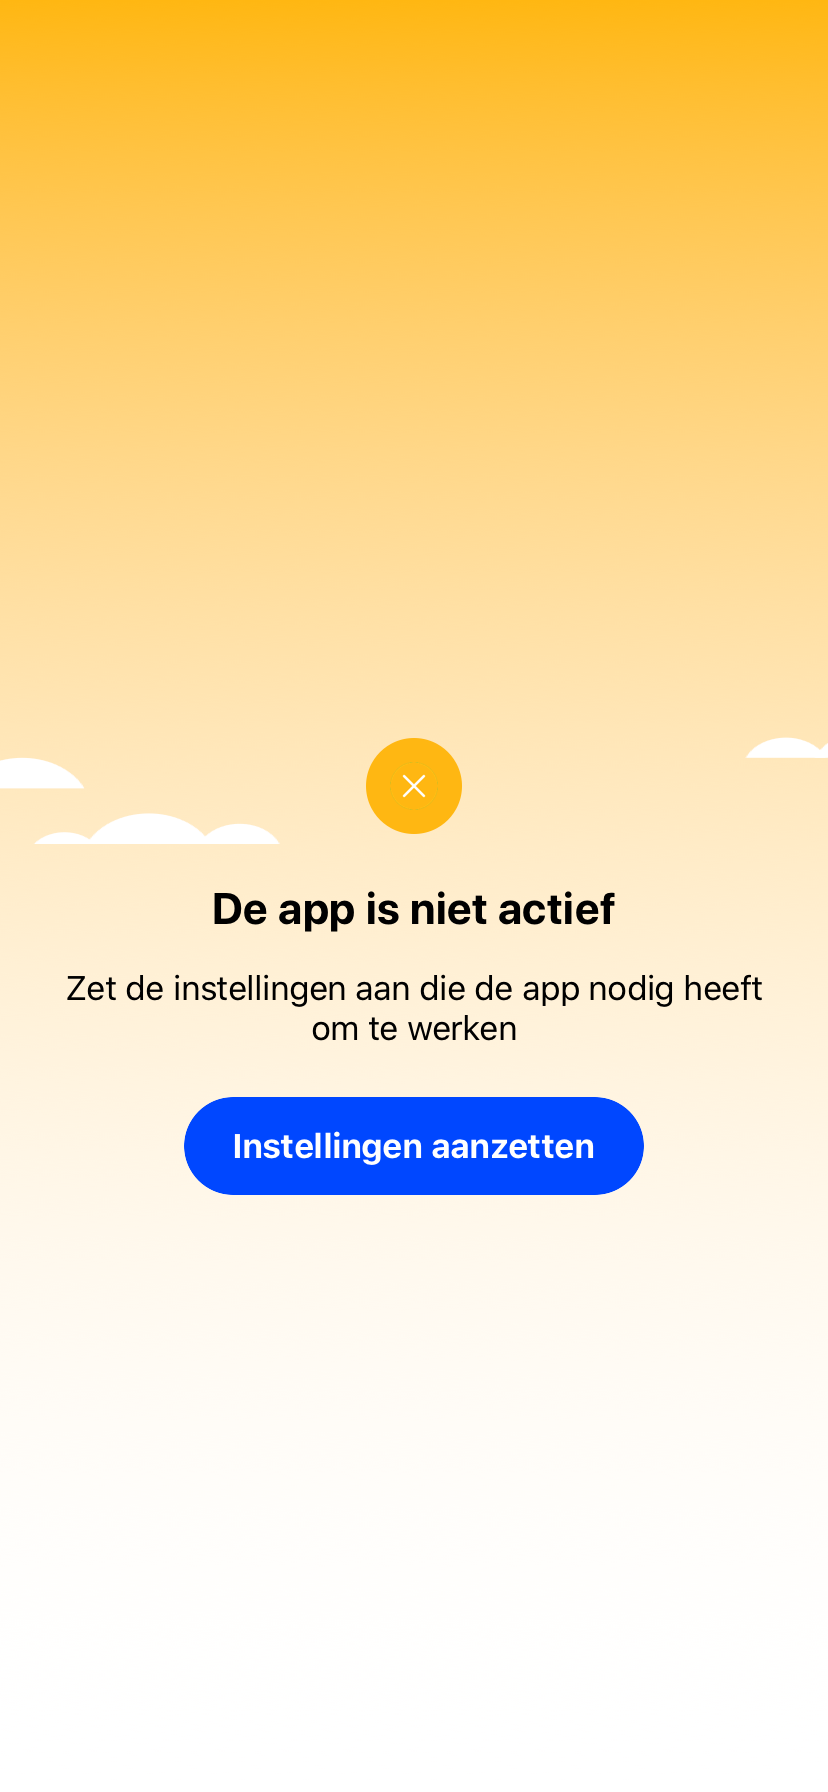 De app is niet actief
Zet de instellingen aan die de app nodig heeft
om te werken
Instellingen aanzetten